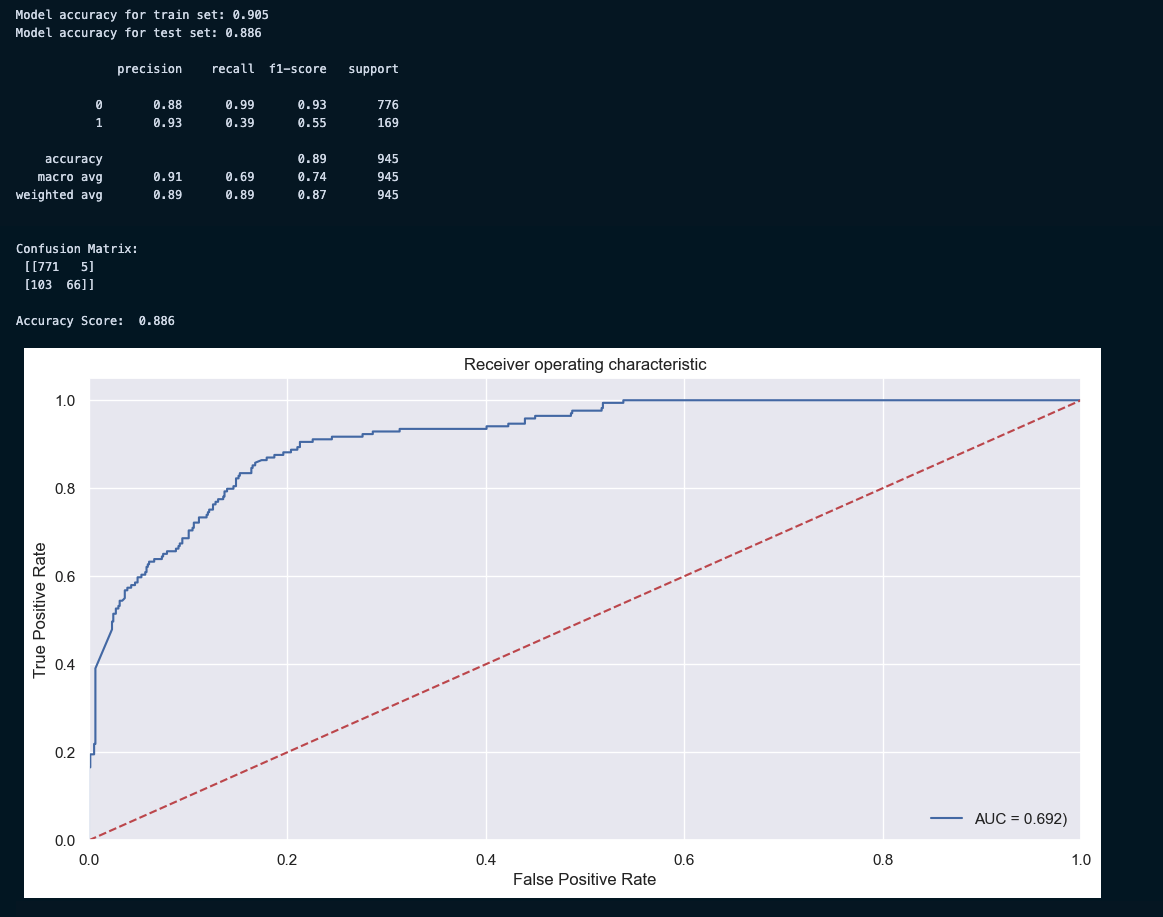 Model accuracy for train set: 0.905
Model accuracy for test set: 0.886
precision recall f1-score support
0 0.88 0.99 0.93 776
1 0.93 0.39 0.55 169
accuracy 0.89 945
macro avg 0.91 0.69 0.74 945
weighted avg 0.89 0.89 0.87 945
Confusion Matrix:
[[771 5]
[103 66]]
Accuracy Score: 0.886
Receiver operating characteristic
1.0
0.8
0.6
0.4
0.2
0.0
True Positive Rate
AUC = 0.692)
0.0 0.2 0.4 0.6 0.8 1.0
False Positive Rate